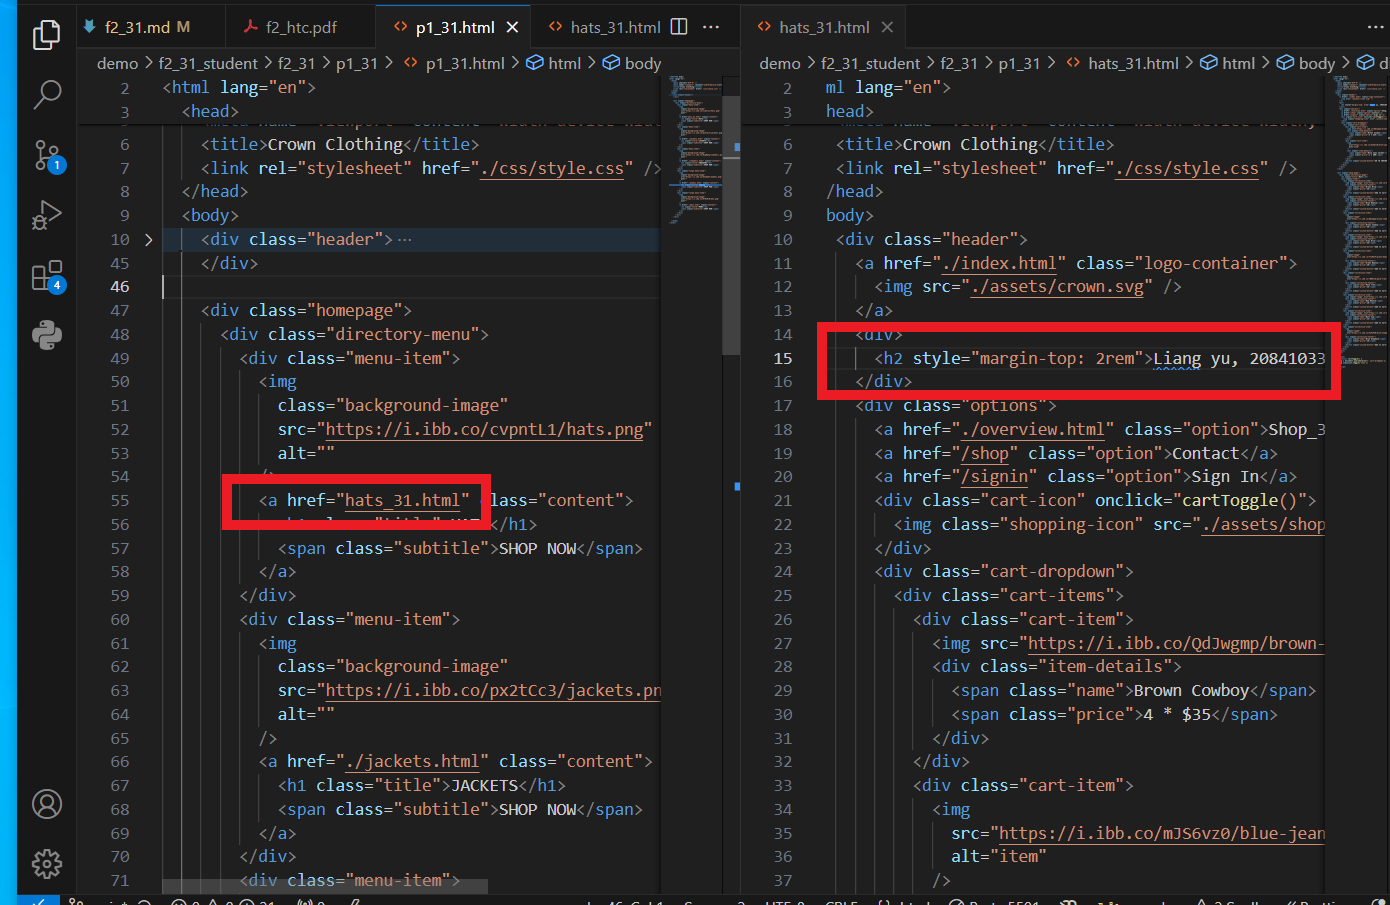 f2_31.md M
f2_htc.pdf
p1_31.html
hats_31.html
demo > f2_31_student > f2_31 > p1_31 > p1_31.html > html > body
2 <html lang="en">
3 <head>
6 <title>Crown Clothing</title>
7 <link rel="stylesheet" href="./css/style.css" />
8 </head>
9 <body>
10 <div class="header">…
45 </div>
46
47 <div class="homepage">
48 <div class="directory-menu">
49 <div class="menu-item">
50 <img
51 class="background-image"
52 src="https://i.ibb.co/cvpntL1/hats.png"
53 alt=""
54
55 <a href="hats_31.html" class="content">
56 </h1>
57 <span class="subtitle">SHOP NOW</span>
58 </a>
59 </div>
60 <div class="menu-item">
61 <img
62 class="background-image"
63 src="https://i.ibb.co/px2tCc3/jackets.pn
64 alt=""
65 />
66 <a href="./jackets.html" class="content">
67 <h1 class="title">JACKETS</h1>
68 <span class="subtitle">SHOP NOW</span>
69 </a>
70 </div>
71 <div class="menu-item">
hats_31.html
demo > f2_31_student > f2_31 > p1_31 > hats_31.html > html > body > d
2 ml lang="en">
3 head>
6 <title>Crown Clothing</title>
7 <link rel="stylesheet" href="./css/style.css" />
8 /head>
9 body>
10 <div class="header">
11 <a href="./index.html" class="logo-container">
12 <img src="./assets/crown.svg" />
13 </a>
14 <div>
15 <h2 style="margin-top: 2rem">Liang yu, 20841033
16 </div>
17 <div class="options">
18 <a href="./overview.html" class="option">Shop_3
19 <a href="/shop" class="option">Contact</a>
20 <a href="/signin" class="option">Sign In</a>
21 <div class="cart-icon" onclick="cartToggle()">
22 <img class="shopping-icon" src="./assets/shop
23 </div>
24 <div class="cart-dropdown">
25 <div class="cart-items">
26 <div class="cart-item">
27 <img src="https://i.ibb.co/QdJwgmp/brown-
28 <div class="item-details">
29 <span class="name">Brown Cowboy</span>
30 <span class="price">4 * $35</span>
31 </div>
32 </div>
33 <div class="cart-item">
34 <img
35 src="https://i.ibb.co/mJS6vz0/blue-jean
36 alt="item"
37 />
1
4